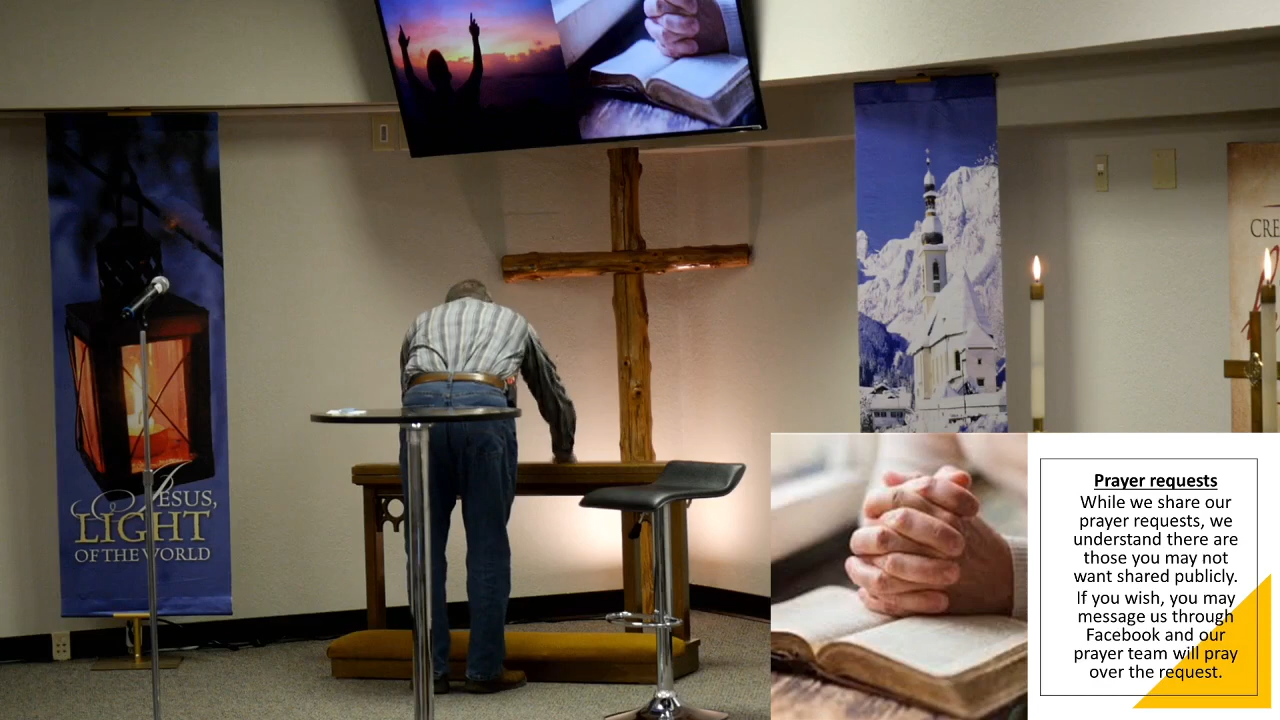 JESUS,
LIGHT
OF THE WORLD
CRE
Prayer requests
While we share our
prayer requests, we
understand there are
those you may not
want shared publicly.
If you wish, you may
message us through
Facebook and our
prayer team will pray
over the request.